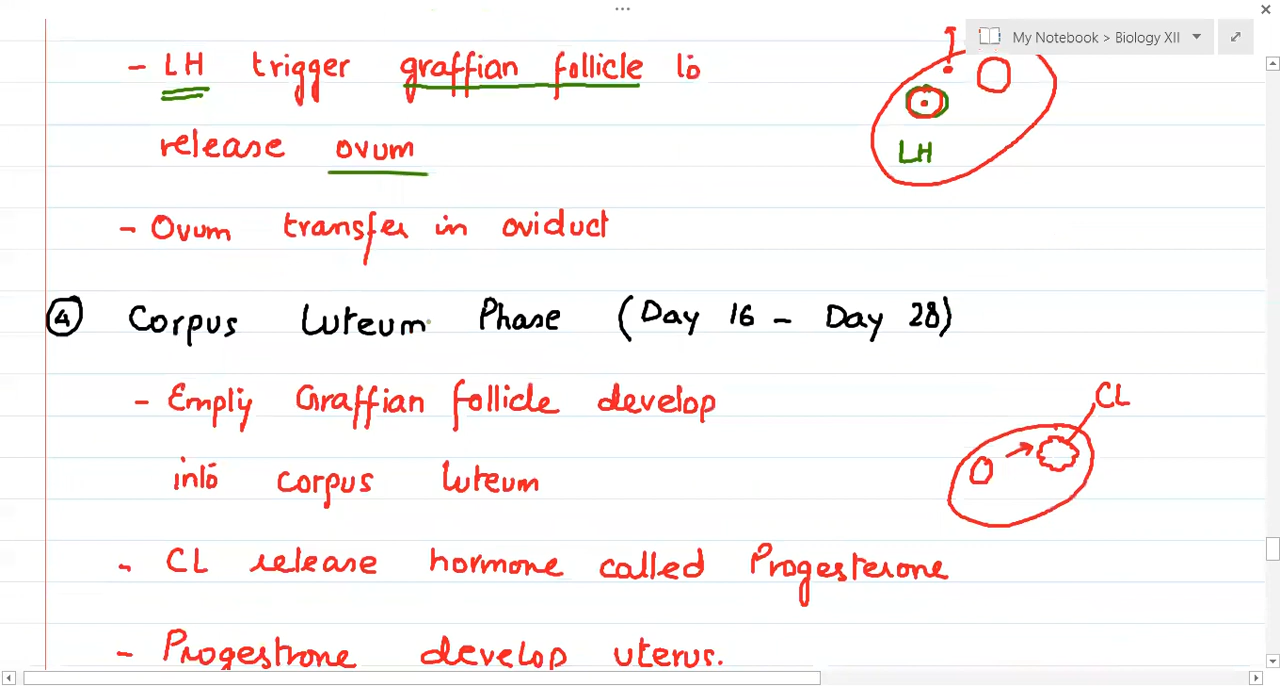 My Notebook > Biology XII
- LH trigger graffian follicle to
release ovum
LH
- Ovum transfer in oviduct
4 Corpus Luteum Phase (Day 16 - Day 28)
- Empty Graffian follicle develop
into corpus luteum
CL
- CL release hormone called Progesterone
- Progestrone develop uterus.